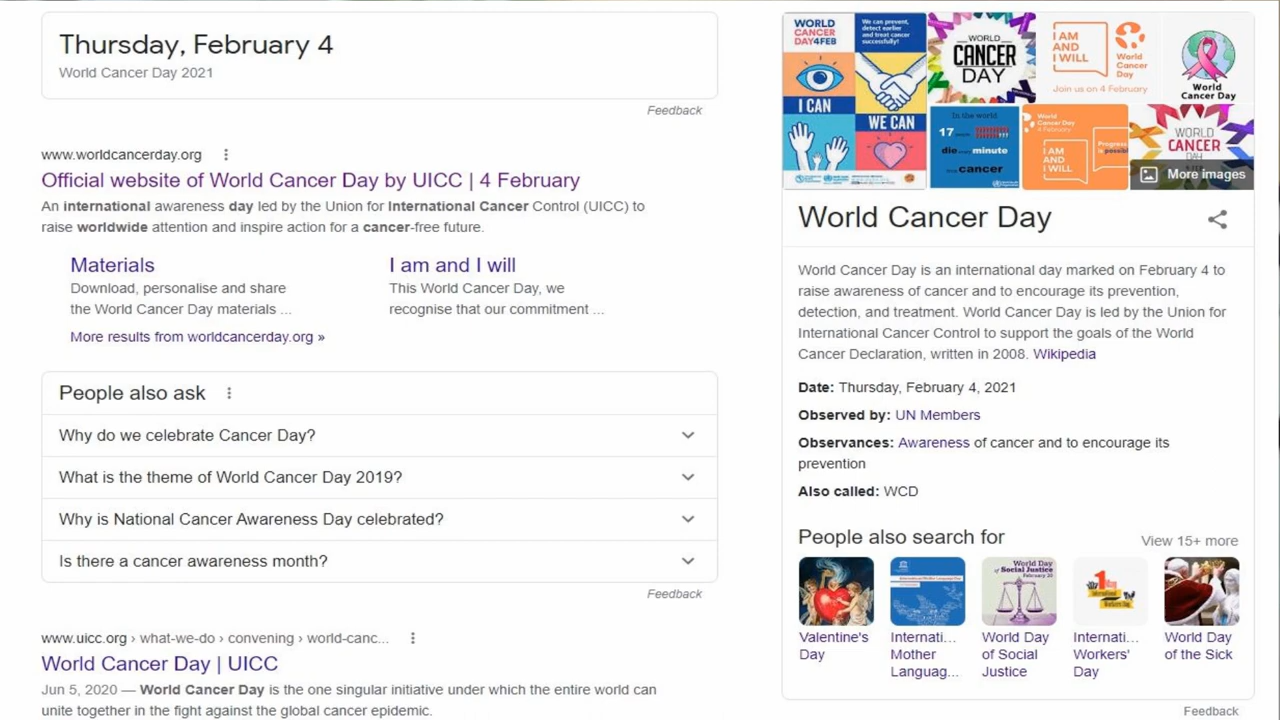 Thursday, February 4
World Cancer Day 2021
Feedback
www.worldcancerday.org
Official website of World Cancer Day by UICC | 4 February
An international awareness day led by the Union for International Cancer Control (UICC) to
raise worldwide attention and inspire action for a cancer-free future.
Materials
Download, personalise and share
the World Cancer Day materials ...
I am and I will
This World Cancer Day, we
recognise that our commitment ...
More results from worldcancerday.org »
People also ask
Why do we celebrate Cancer Day?
What is the theme of World Cancer Day 2019?
Why is National Cancer Awareness Day celebrated?
Is there a cancer awareness month?
Feedback
www.uicc.org › what-we-do › convening › world-canc...
World Cancer Day | UICC
Jun 5, 2020 — World Cancer Day is the one singular initiative under which the entire world can
unite together in the fight against the global cancer epidemic.
WORLD
CANCER
DAY4FEB
We can prevent,
detect earlier
and treat cancer
successfully!
I CAN
WE CAN
WORLD
CANCER
DAY
I AM
AND I
WILL
World
Cancer
Day
Join us on 4 February
World
Cancer Day
In the world
17
die every minute
cancer
World
Cancer Day
4 February
I AM
AND I
WILL
Progress
is possibl
WORLD
CANCER
DAY
More images
World Cancer Day
World Cancer Day is an international day marked on February 4 to
raise awareness of cancer and to encourage its prevention,
detection, and treatment. World Cancer Day is led by the Union for
International Cancer Control to support the goals of the World
Cancer Declaration, written in 2008. Wikipedia
Date: Thursday, February 4, 2021
Observed by: UN Members
Observances: Awareness of cancer and to encourage its
prevention
Also called: WCD
People also search for
View 15+ more
World Day
of Social Justice
February 20
Valentine's
Day
Internati...
Mother
Languag...
World Day
of Social
Justice
Internati...
Workers'
Day
World Day
of the Sick
Feedback